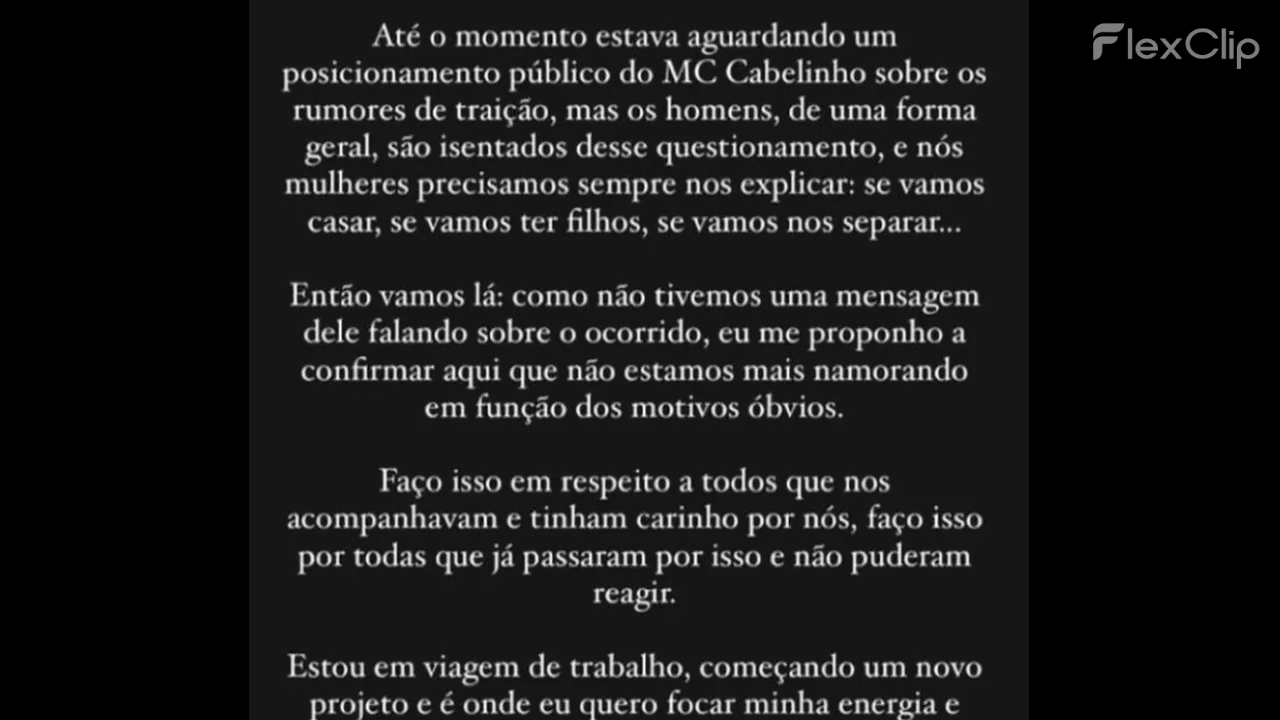 FlexClip
Até o momento estava aguardando um
posicionamento público do MC Cabelinho sobre os
rumores de traição, mas os homens, de uma forma
geral, são isentados desse questionamento, e nós
mulheres precisamos sempre nos explicar: se vamos
casar, se vamos ter filhos, se vamos nos separar...
Então vamos lá: como não tivemos uma mensagem
dele falando sobre o ocorrido, eu me proponho a
confirmar aqui que não estamos mais namorando
em função dos motivos óbvios.
Faço isso em respeito a todos que nos
acompanhavam e tinham carinho por nós, faço isso
por todas que já passaram por isso e não puderam
reagir.
Estou em viagem de trabalho, começando um novo
projeto e é onde eu quero focar minha energia e